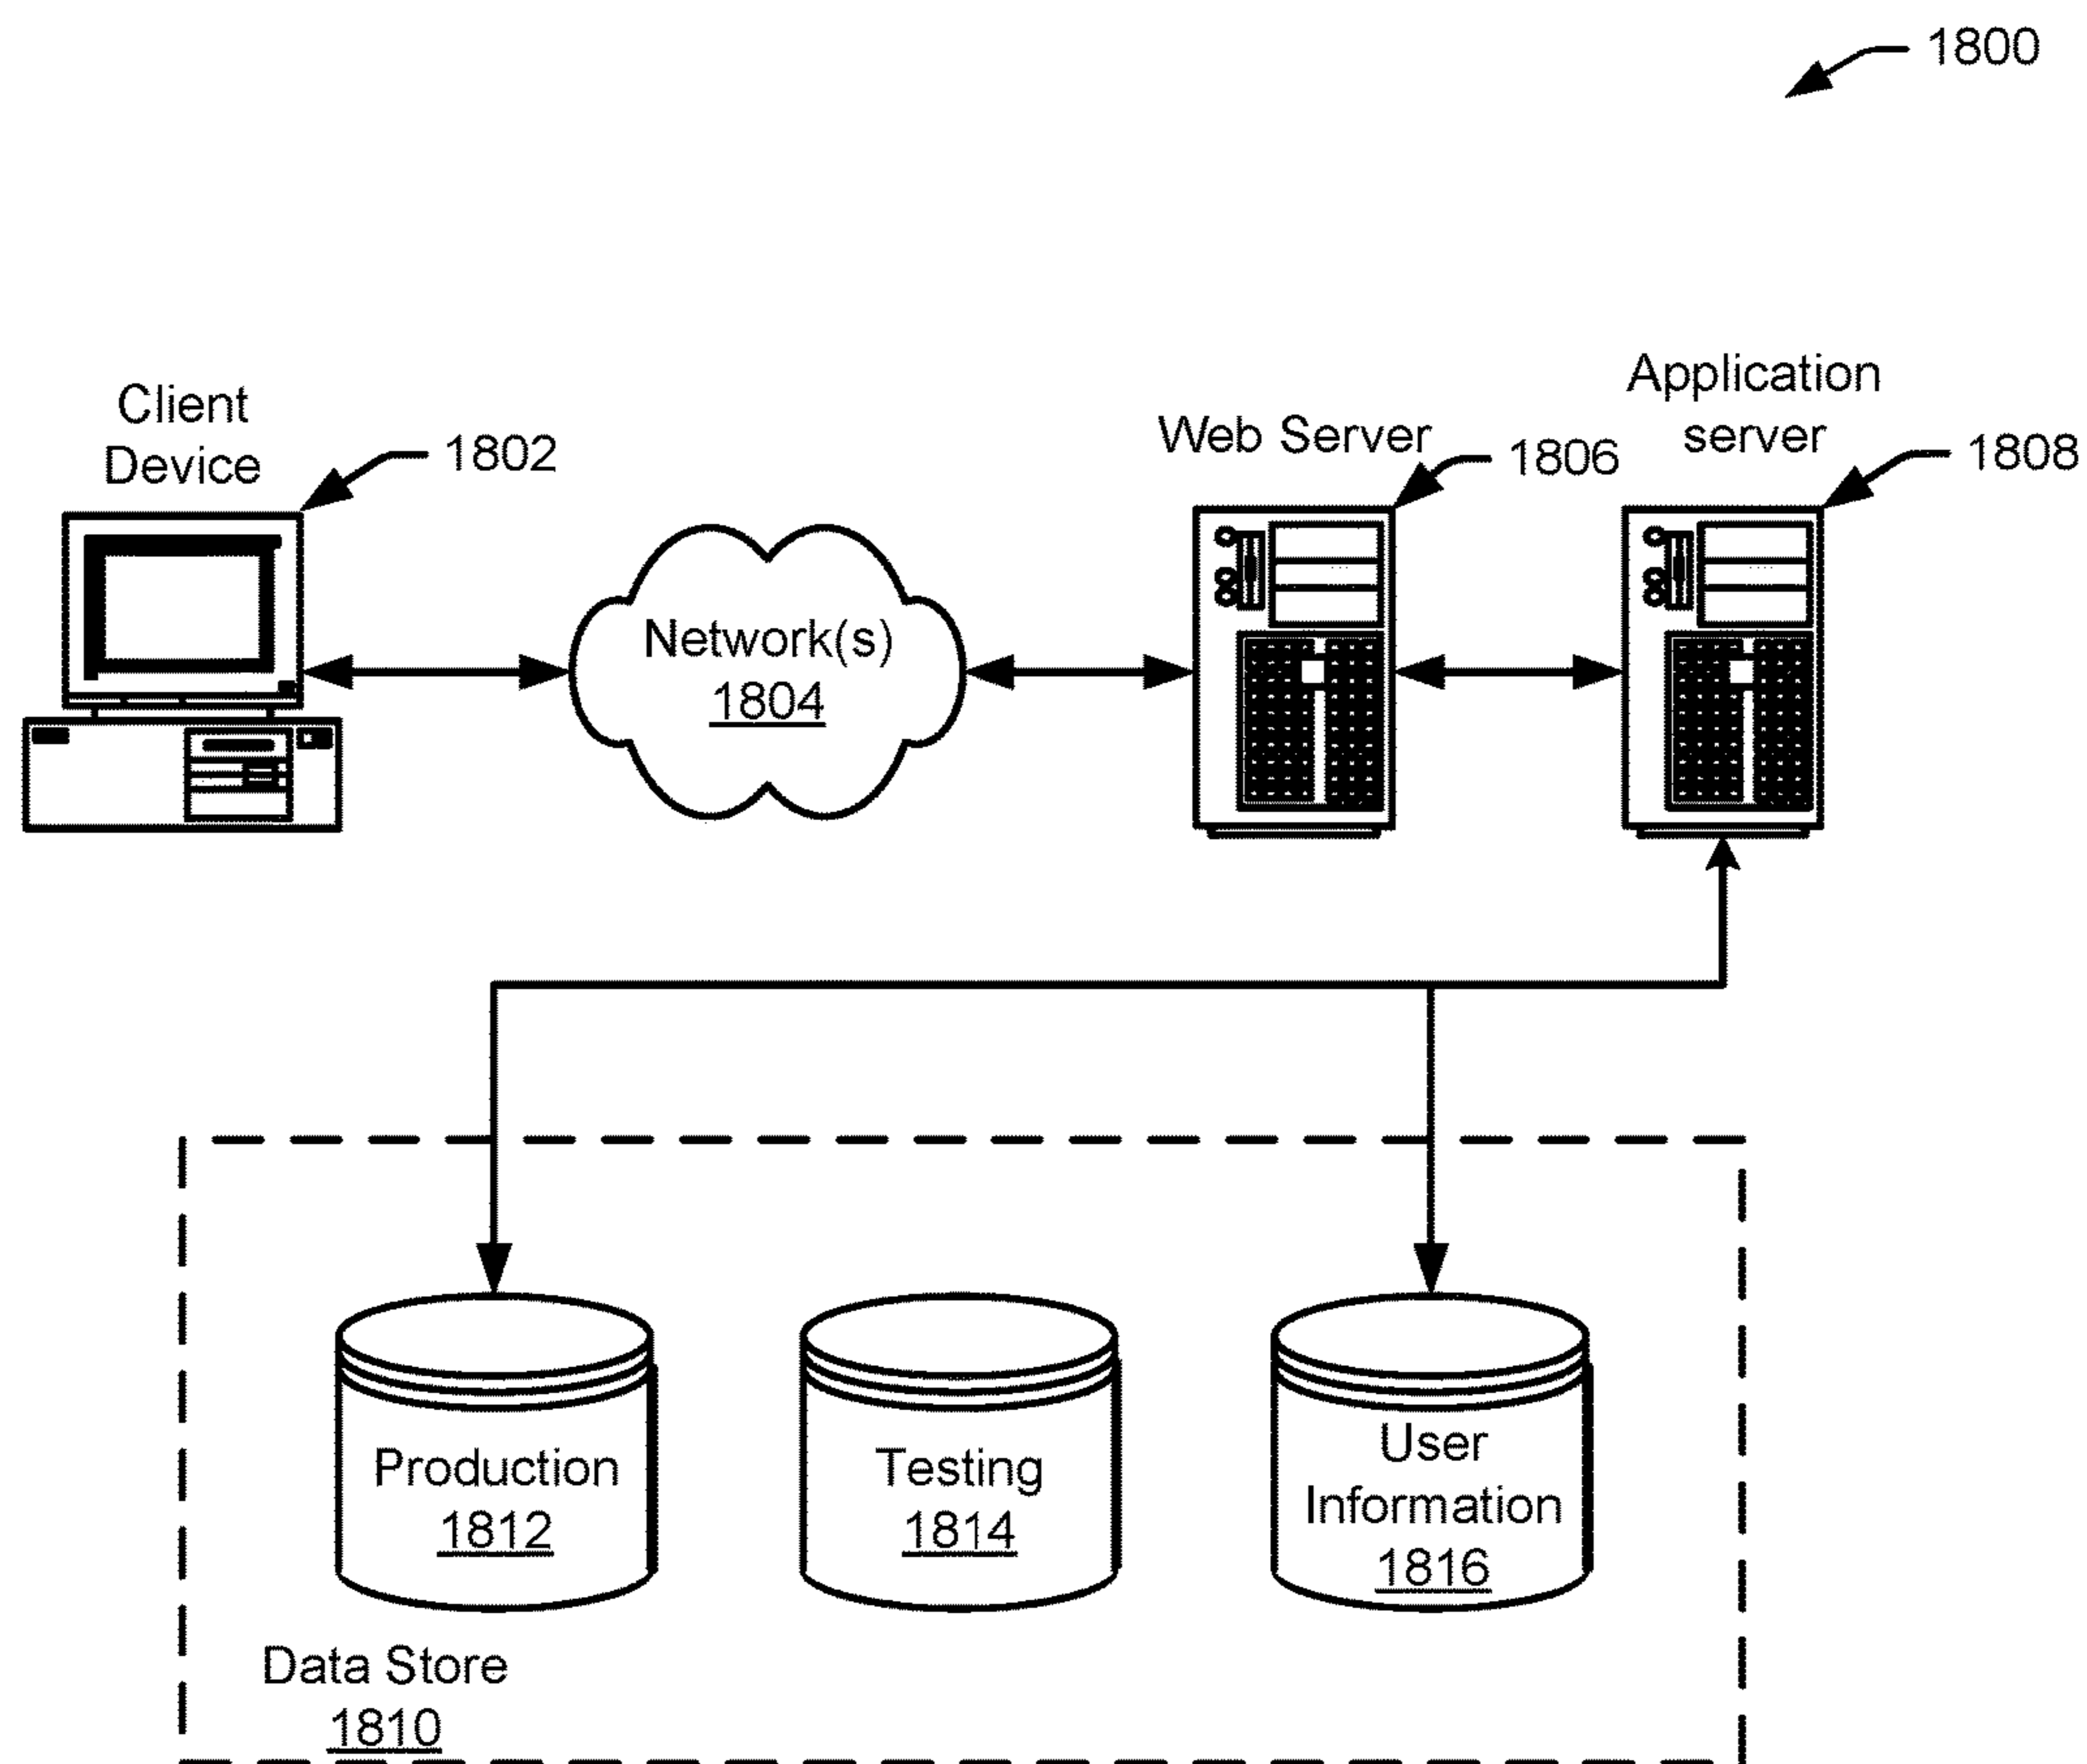 1800
Client
Device
1802
Network(s)
1804
Web Server
1806
Application
server
1808
Production
1812
Testing
1814
User
Information
1816
Data Store
1810